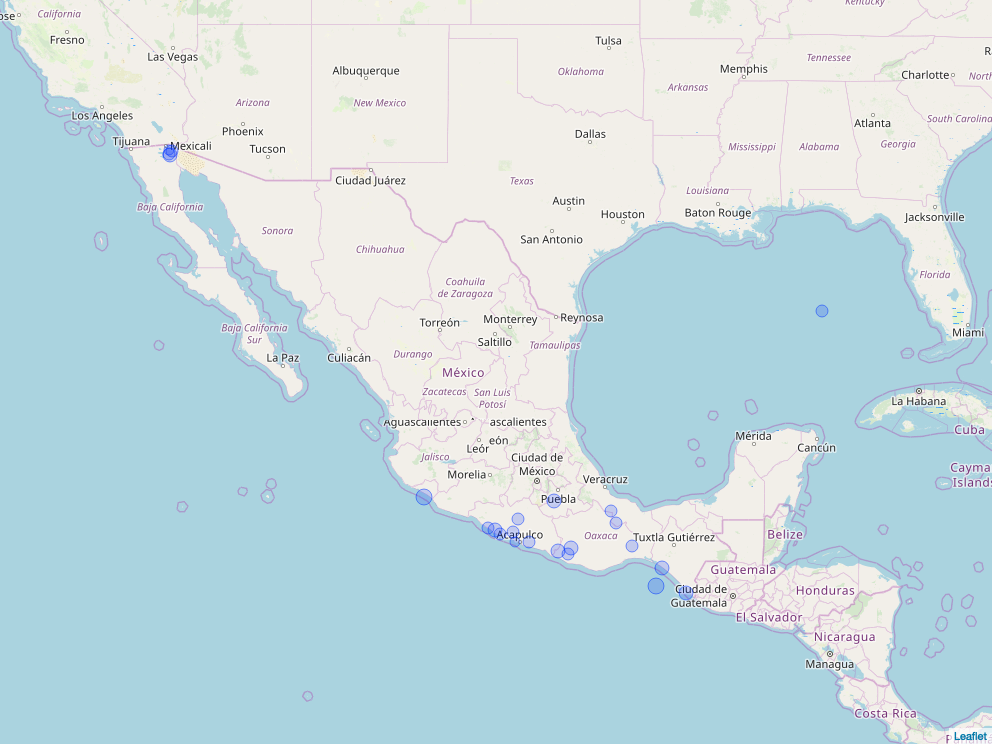 California
Kentucky
Fresno
Las Vegas
Tulsa
Albuquerque
Oklahoma
Memphis
Tennessee
Charlotte
Arizona
New Mexico
Arkansas
Los Angeles
Phoenix
Atlanta
South Carolina
Tijuana
Mexicali
Tucson
Dallas
Mississippi
Alabama
Georgia
Ciudad Juárez
Texas
Louisiana
Baja California
Austin
Houston
Baton Rouge
Jacksonville
Sonora
San Antonio
Chihuahua
Coahuila
de Zaragoza
Florida
Torreón
Monterrey
Reynosa
Baja California
Sur
Saltillo
Miami
La Paz
Culiacán
Durango
Tamaulipas
México
Zacatecas
San Luis
Potosí
La Habana
Aguascalientes
ascalientes
Cuba
León
eón
Mérida
Cancún
Jalisco
Ciudad de
México
Morelia
Veracruz
Cayman
Islands
Puebla
Acapulco
Oaxaca
Tuxtla Gutiérrez
Belize
Guatemala
Ciudad de
Guatemala
Honduras
El Salvador
Nicaragua
Managua
Costa Rica
Leaflet